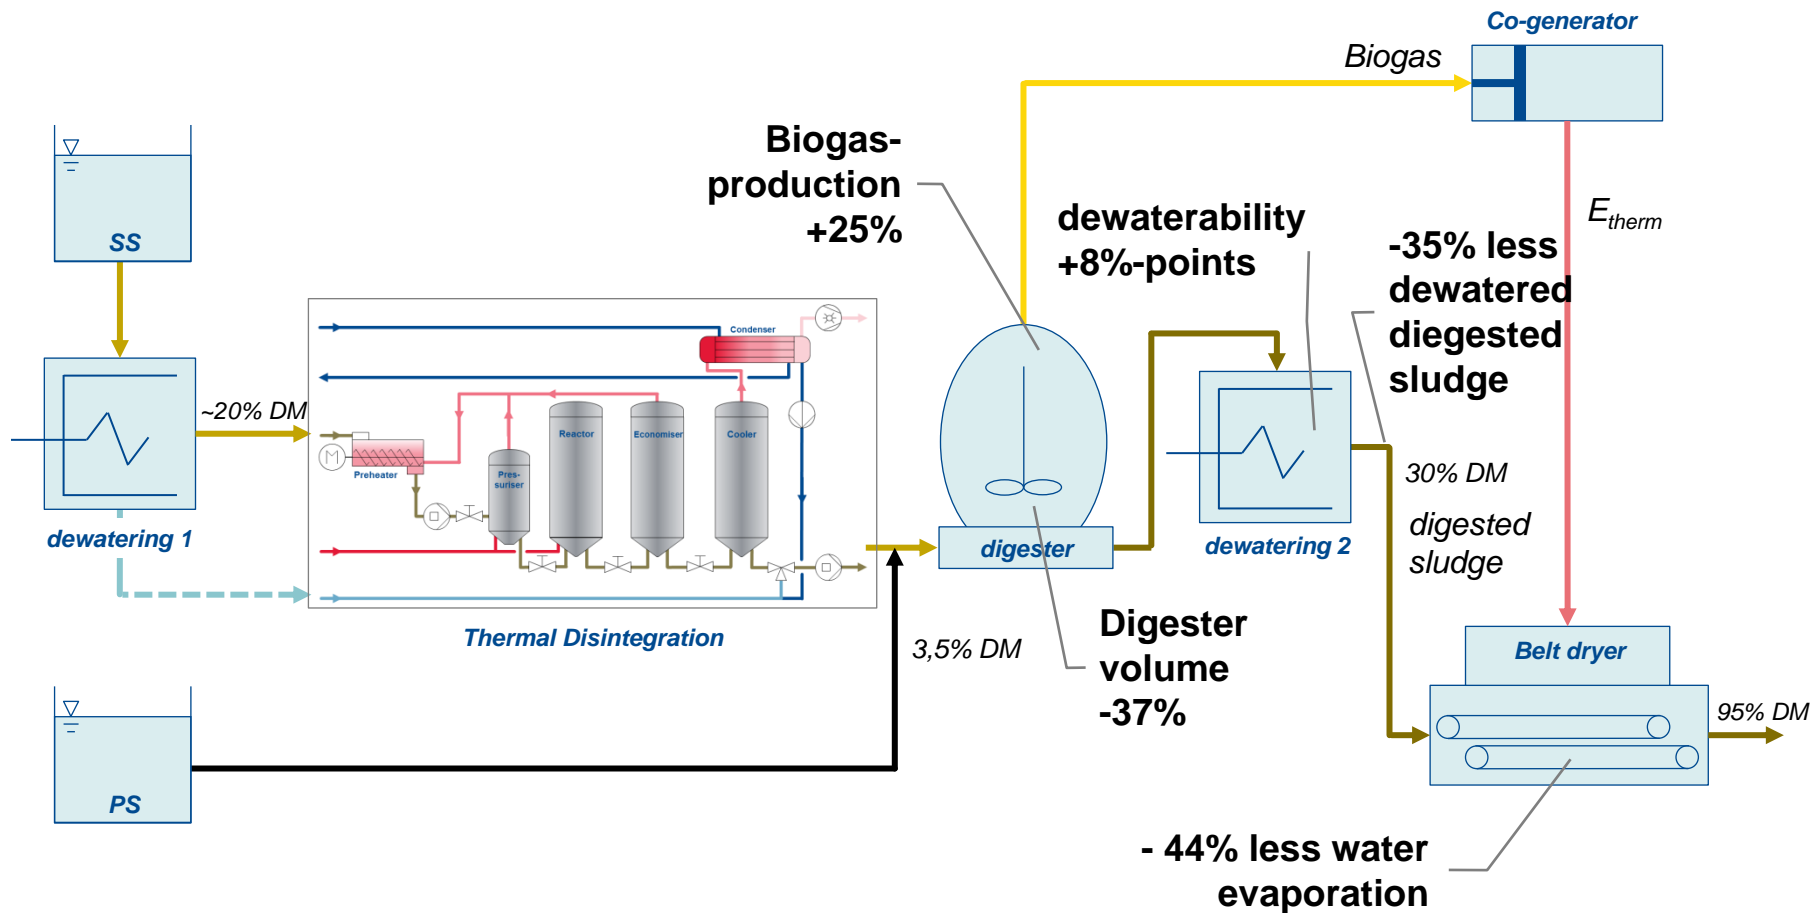 Co-generator
Biogas
Biogas-
production
+25%
dewaterability
+8%-points
E therm
-35% less
dewatered
diegested
sludge
SS
~20% DM
Condenser
Reactor
Economiser
Cooler
M
Preheater
Pres-
suriser
dewatering 1
Thermal Disintegration
digester
dewatering 2
30% DM
digested
sludge
3,5% DM
Digester
volume
-37%
Belt dryer
95% DM
PS
- 44% less water
evaporation